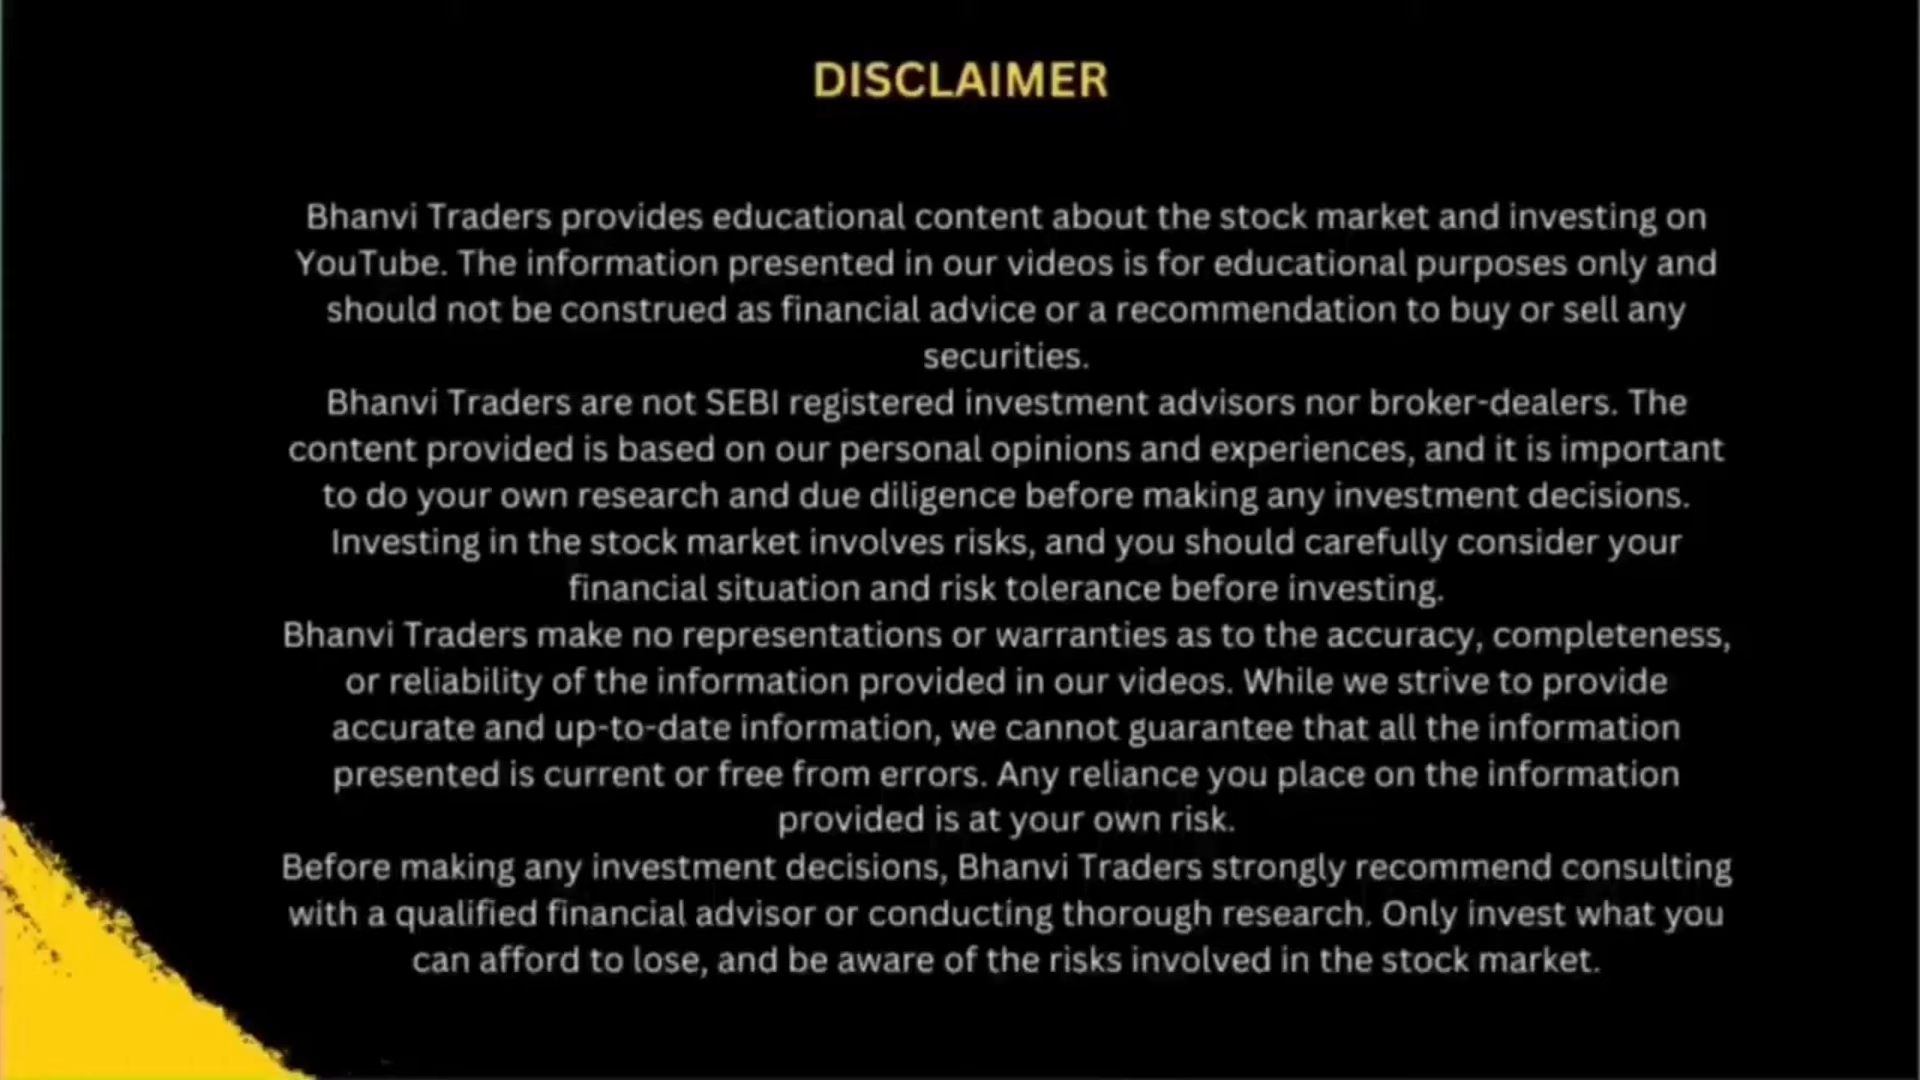 DISCLAIMER
Bhanvi Traders provides educational content about the stock market and investing on
YouTube. The information presented in our videos is for educational purposes only and
should not be construed as financial advice or a recommendation to buy or sell any
securities.
Bhanvi Traders are not SEBI registered investment advisors nor broker-dealers. The
content provided is based on our personal opinions and experiences, and it is important
to do your own research and due diligence before making any investment decisions.
Investing in the stock market involves risks, and you should carefully consider your
financial situation and risk tolerance before investing.
Bhanvi Traders make no representations or warranties as to the accuracy, completeness,
or reliability of the information provided in our videos. While we strive to provide
accurate and up-to-date information, we cannot guarantee that all the information
presented is current or free from errors. Any reliance you place on the information
provided is at your own risk.
Before making any investment decisions, Bhanvi Traders strongly recommend consulting
with a qualified financial advisor or conducting thorough research. Only invest what you
can afford to lose, and be aware of the risks involved in the stock market.